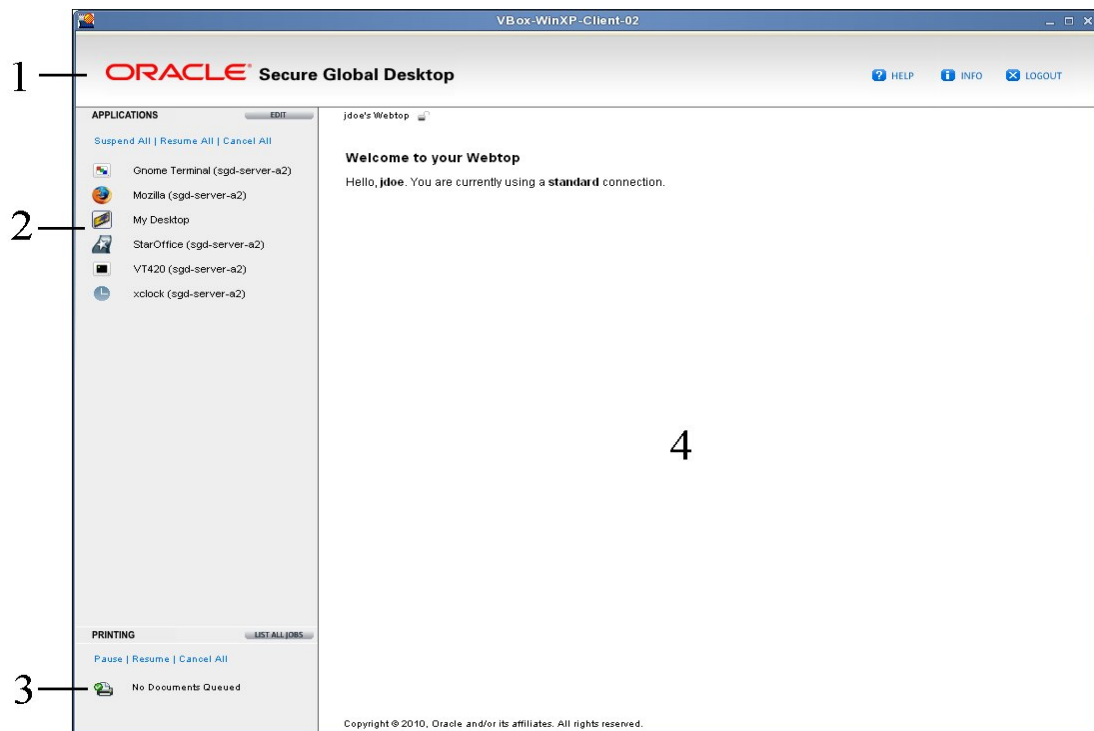 VBox-WinXP-Client-02
1
ORACLE Secure Global Desktop
HELP INFO LOGOUT
APPLICATIONS EDIT
jdoe's Webtop
Suspend All | Resume All | Cancel All
Welcome to your Webtop
Gnome Terminal (sgd-server-a2)
Hello, jdoe. You are currently using a standard connection.
Mozilla (sgd-server-a2)
2
My Desktop
StarOffice (sgd-server-a2)
VT420 (sgd-server-a2)
xclock (sgd-server-a2)
4
PRINTING LIST ALL JOBS
Pause | Resume | Cancel All
3
No Documents Queued
Copyright © 2010, Oracle and/or its affiliates. All rights reserved.